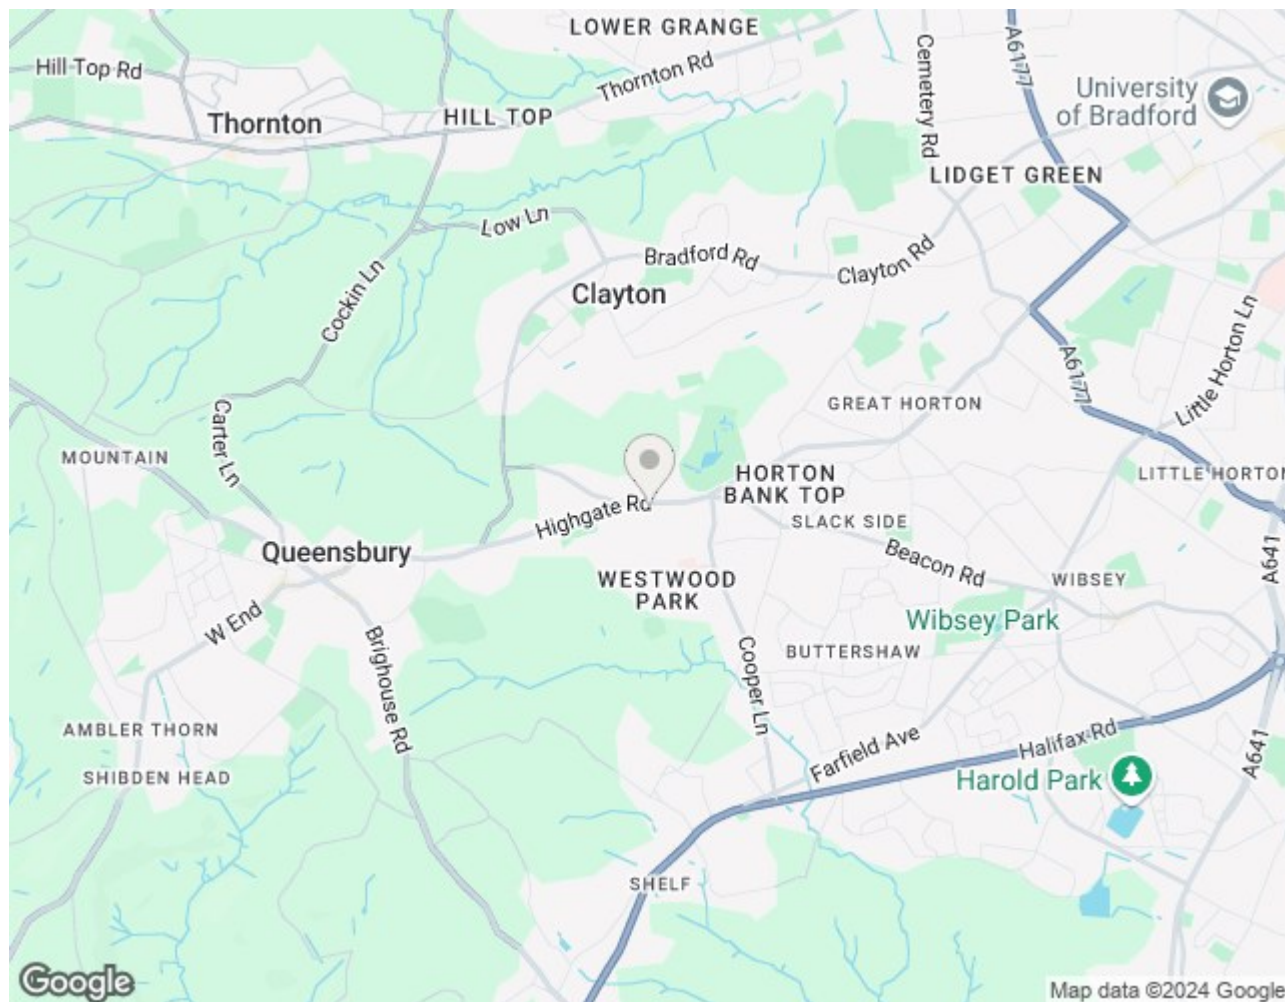 LOWER GRANGE
Hill Top Rd
Thornton Rd
Cemetery Rd
A6177
University
of Bradford
Thornton
HILL TOP
LIDGET GREEN
Low Ln
Bradford Rd
Clayton Rd
Cockin Ln
Clayton
Little Horton Ln
A6177
GREAT HORTON
Carter Ln
MOUNTAIN
HORTON
BANK TOP
LITTLE HORTON
Highgate Rd
SLACK SIDE
Queensbury
Beacon Rd
A641
WESTWOOD
PARK
WIBSEY
W End
Wibsey Park
Brighouse Rd
Cooper Ln
BUTTERSHAW
AMBLER THORN
Farfield Ave
Halifax Rd
A641
SHIBDEN HEAD
Harold Park
SHELF
Google
Map data ©2024 Google